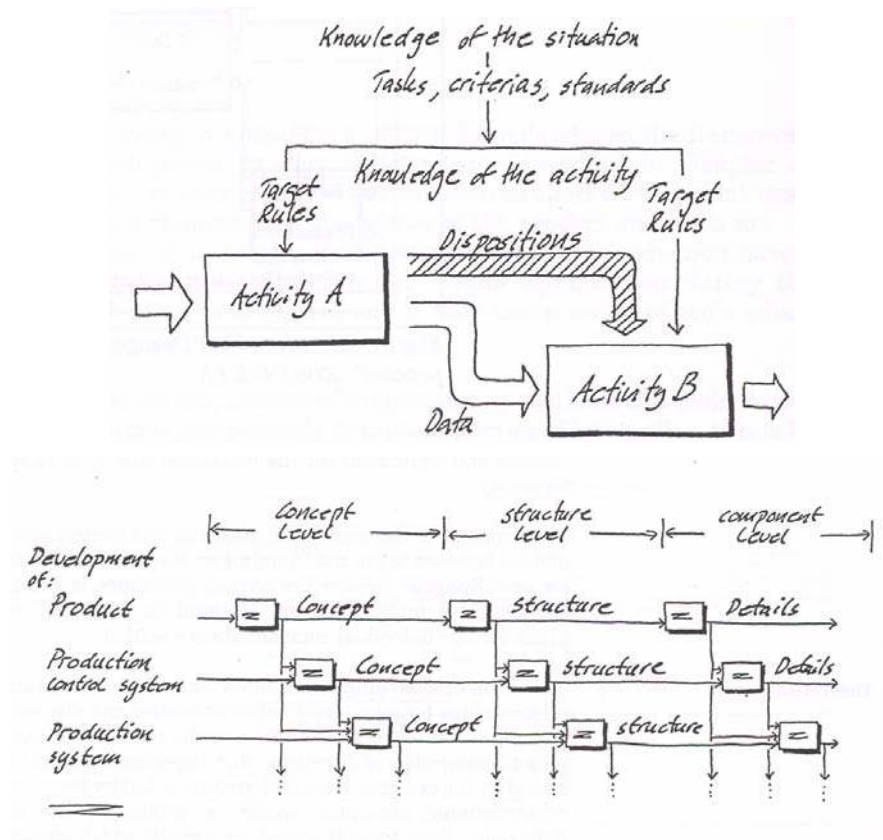 Knowledge of the situation
Tasks, criterias, standards
Knowledge of the activity
Target
Rules
Target
Rules
Dispositions
Activity A
Activity B
Data
Concept
Level
structure
Level
component
Level
Development
of:
Product
Concept
structure
Details
Production
control system
Concept
structure
Details
Production
system
Concept
structure